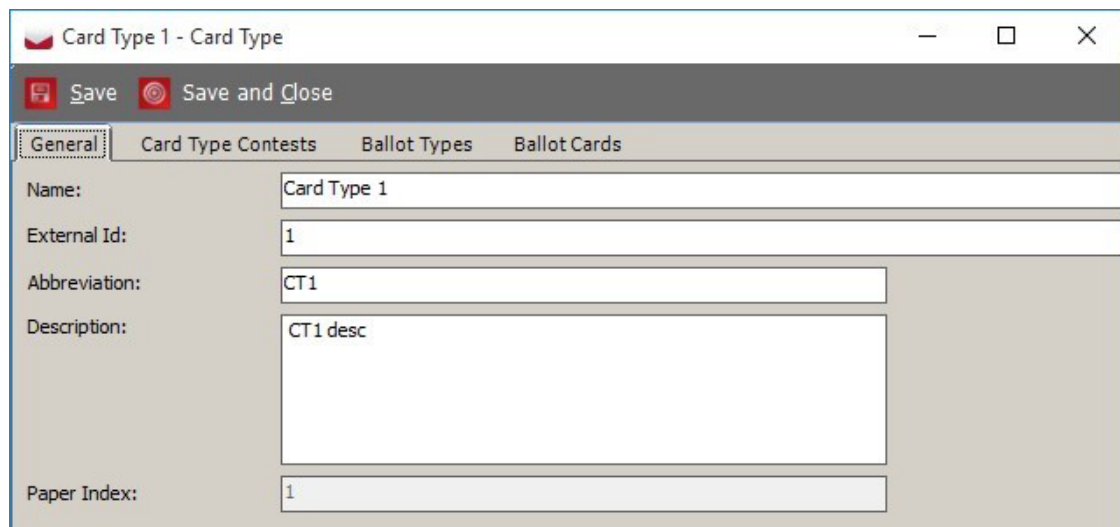 Card Type 1 - Card Type
Save Save and Close
General Card Type Contests Ballot Types Ballot Cards
Name: Card Type 1
External Id: 1
Abbreviation: CT1
Description: CT1 desc
Paper Index: 1